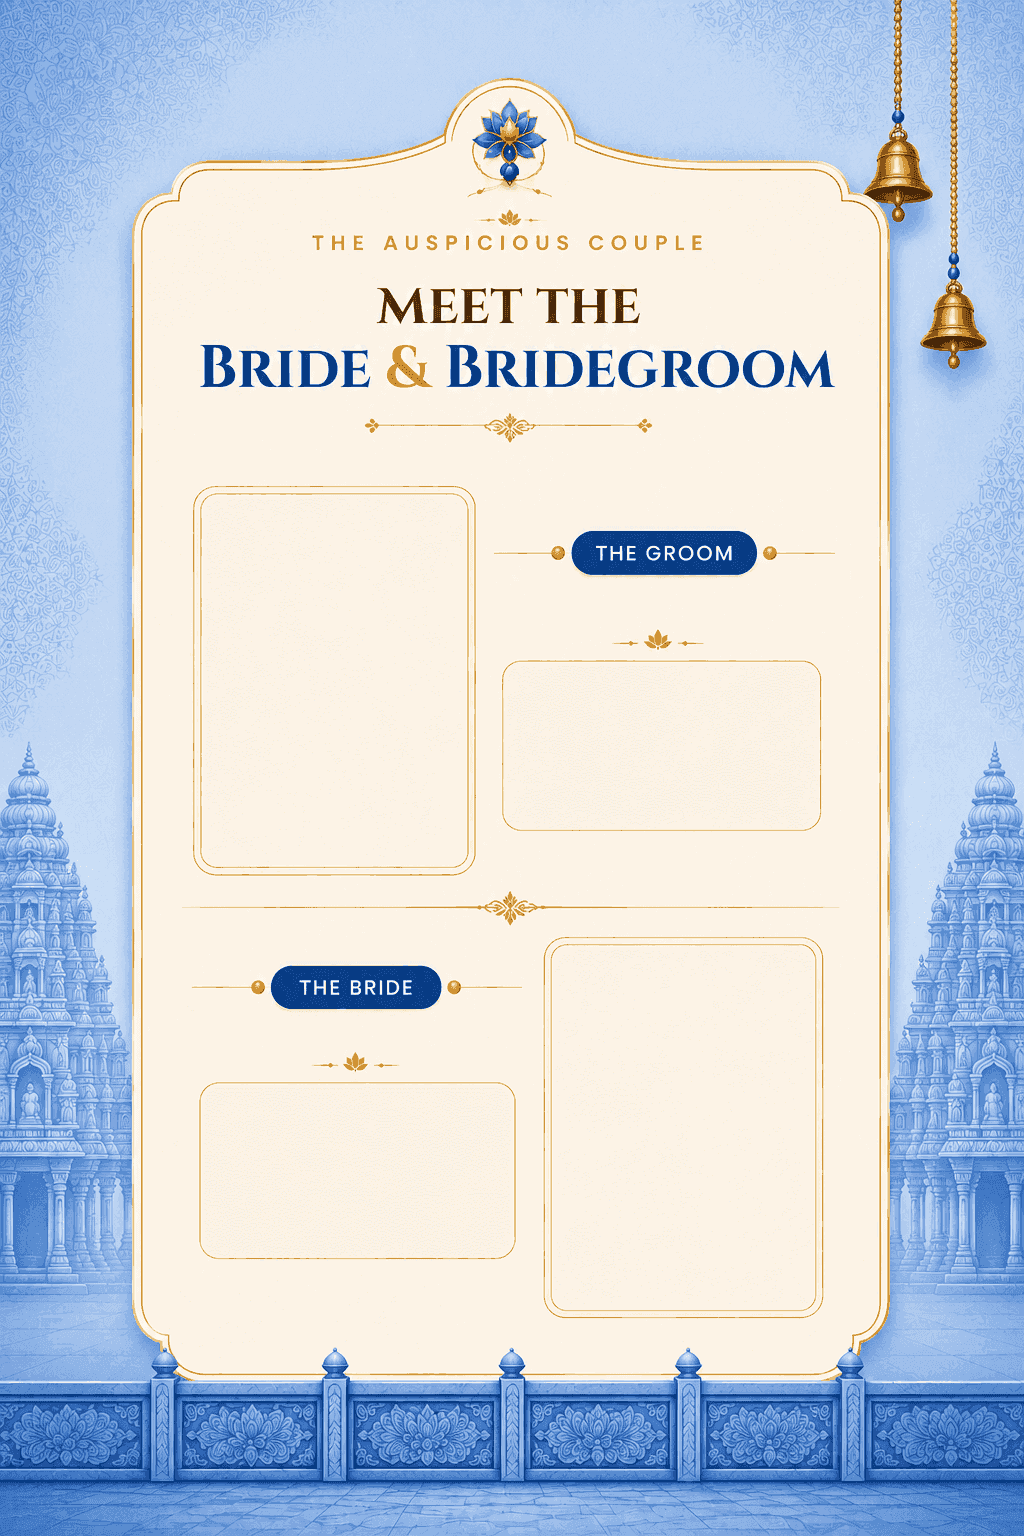 THE AUSPICIOUS COUPLE
MEET THE
BRIDE & BRIDEGROOM
THE GROOM
THE BRIDE